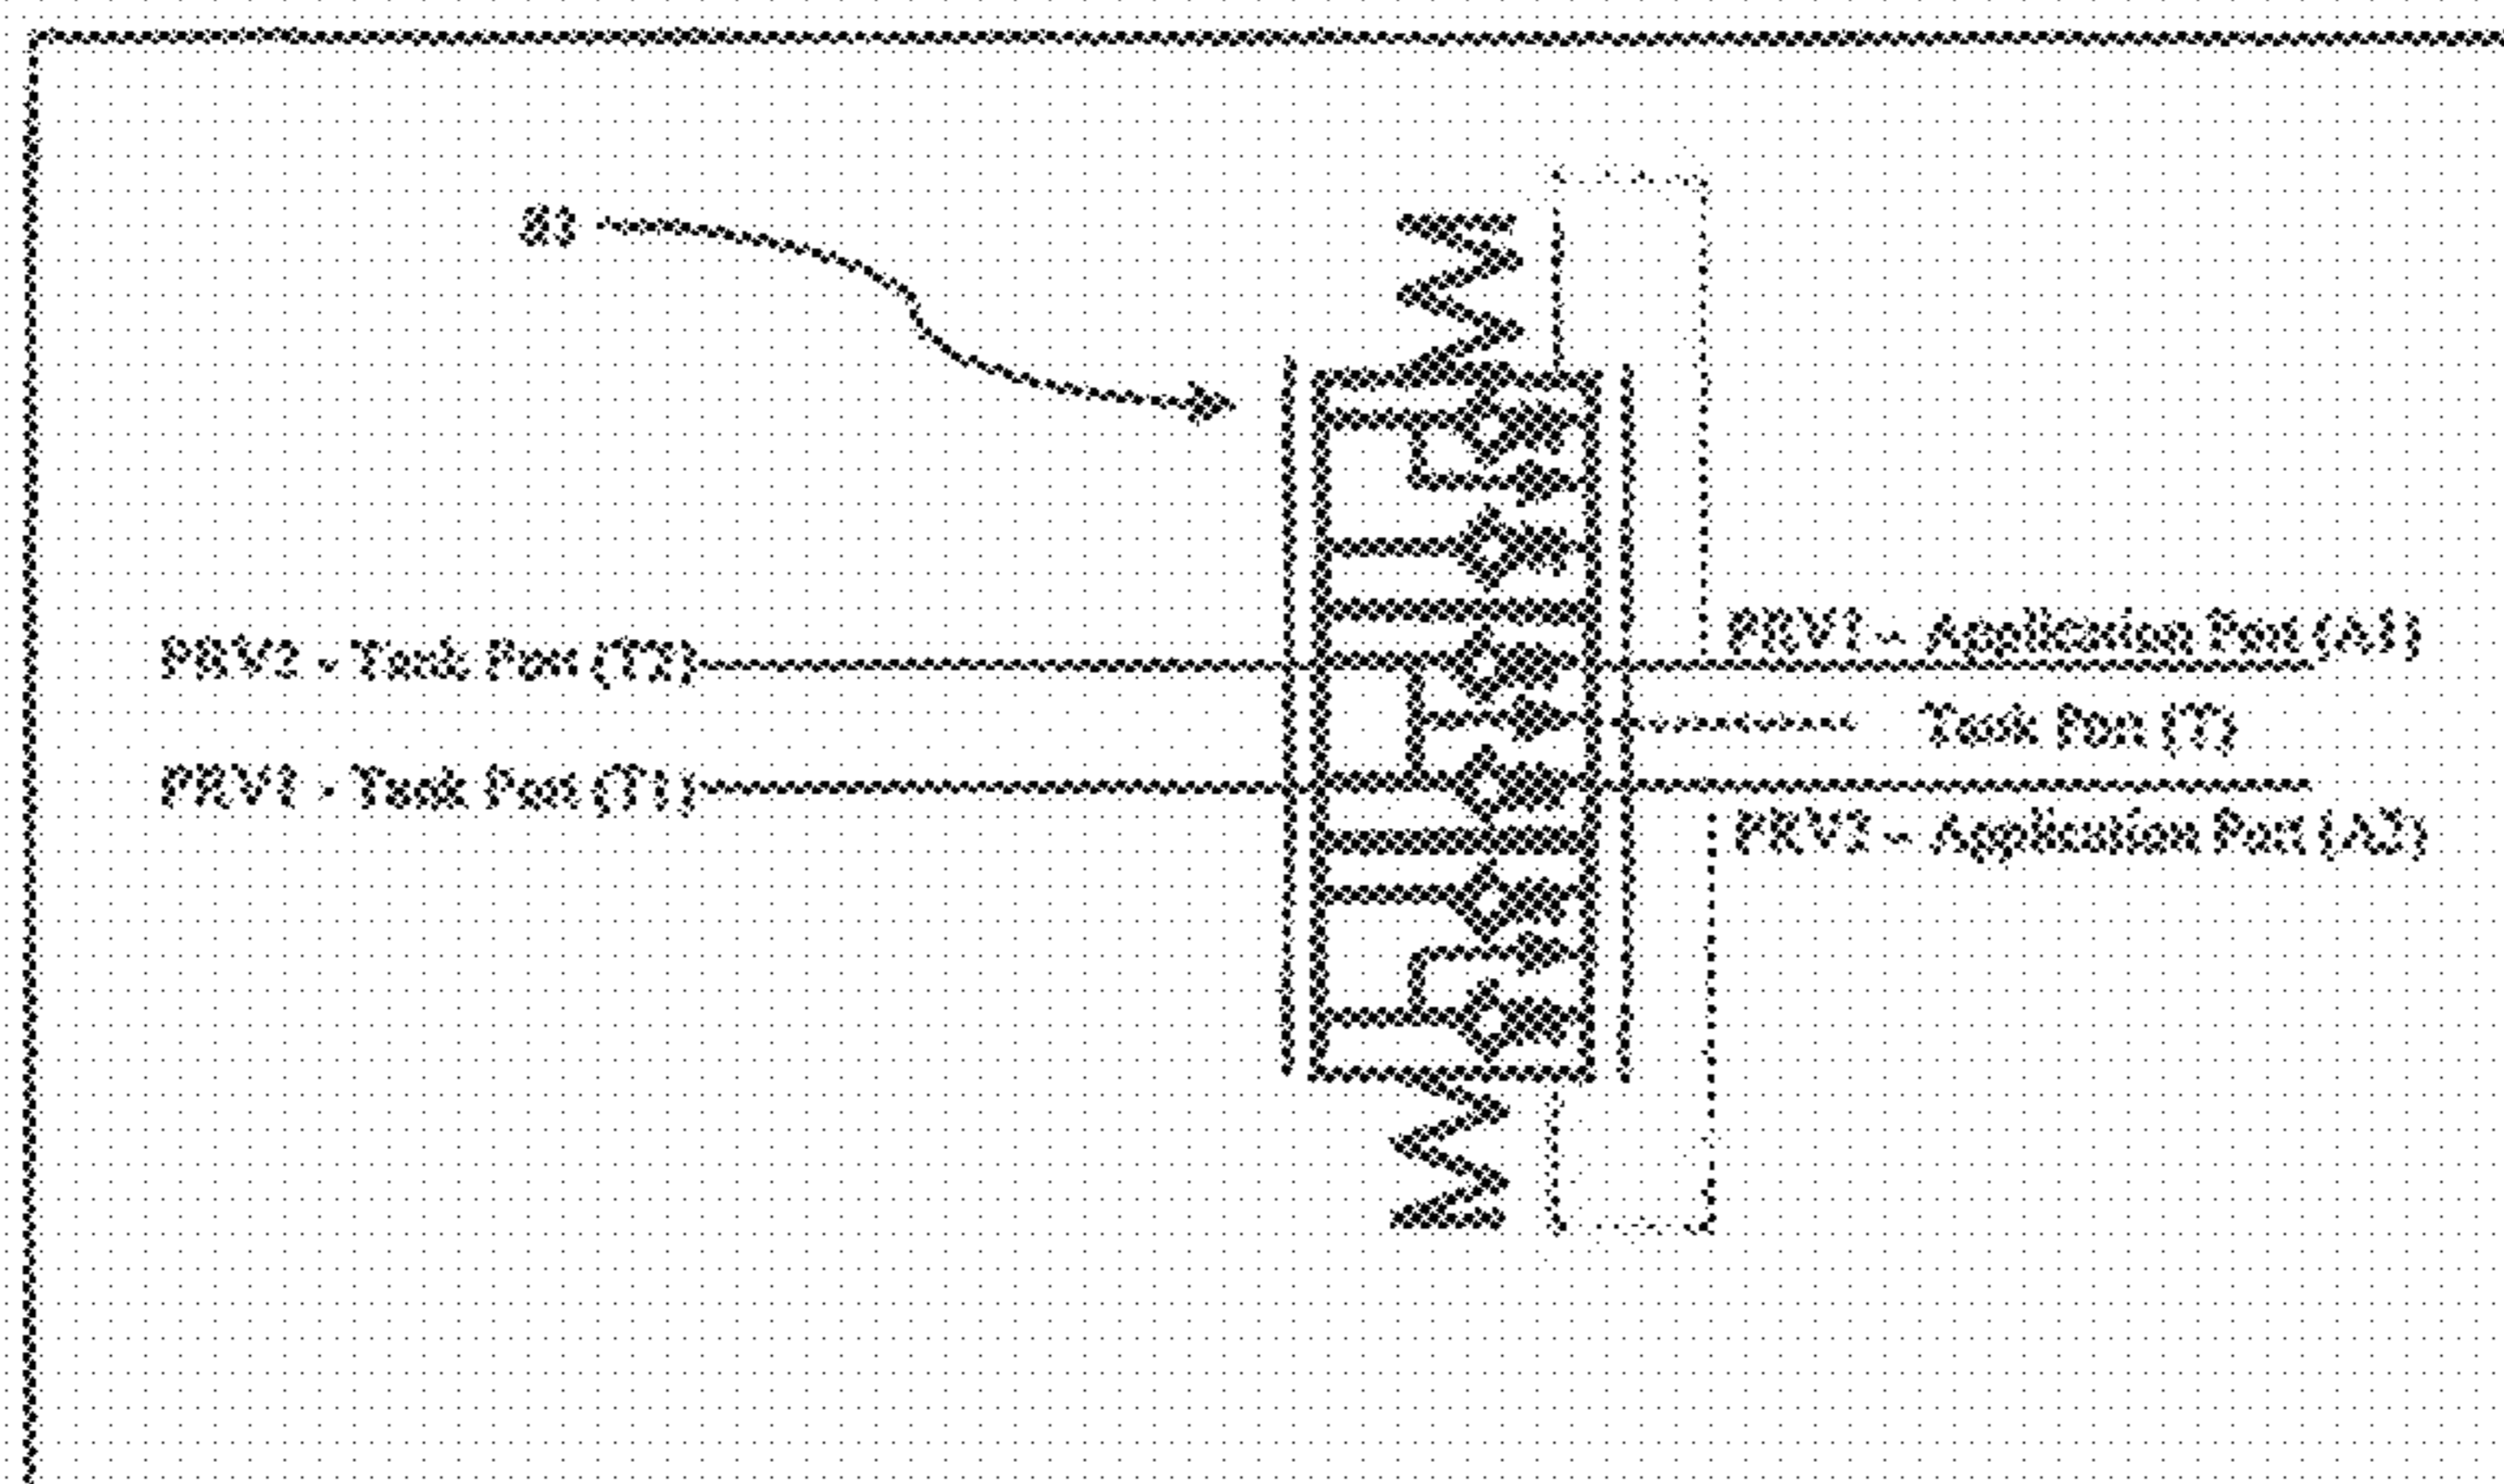 PRV1 - Application Port (A1)
PRV2 - Tank Port (T2)
Tank Port (T)
PRV1 - Tank Port (T1)
PRV2 - Application Port (A2)